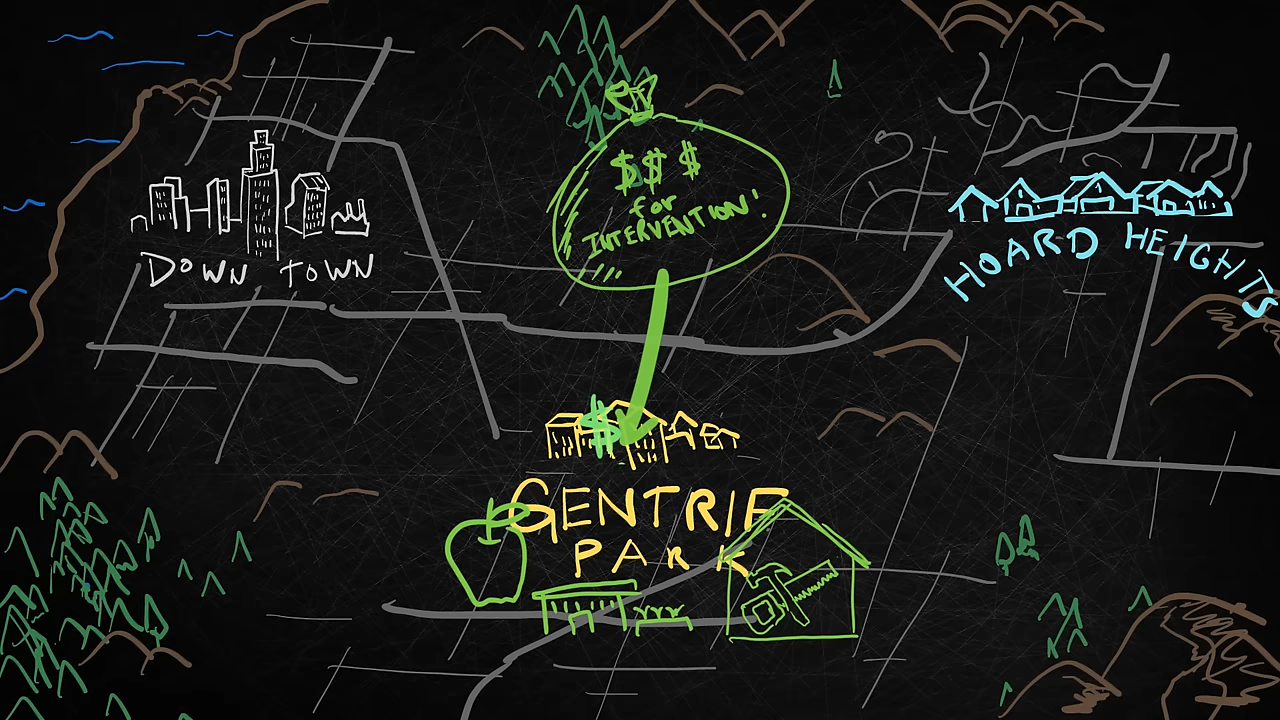 $$$
for
INTERVENTION!
DOWN TOWN
HOARD HEIGHTS
$
GENTRIF
PARK